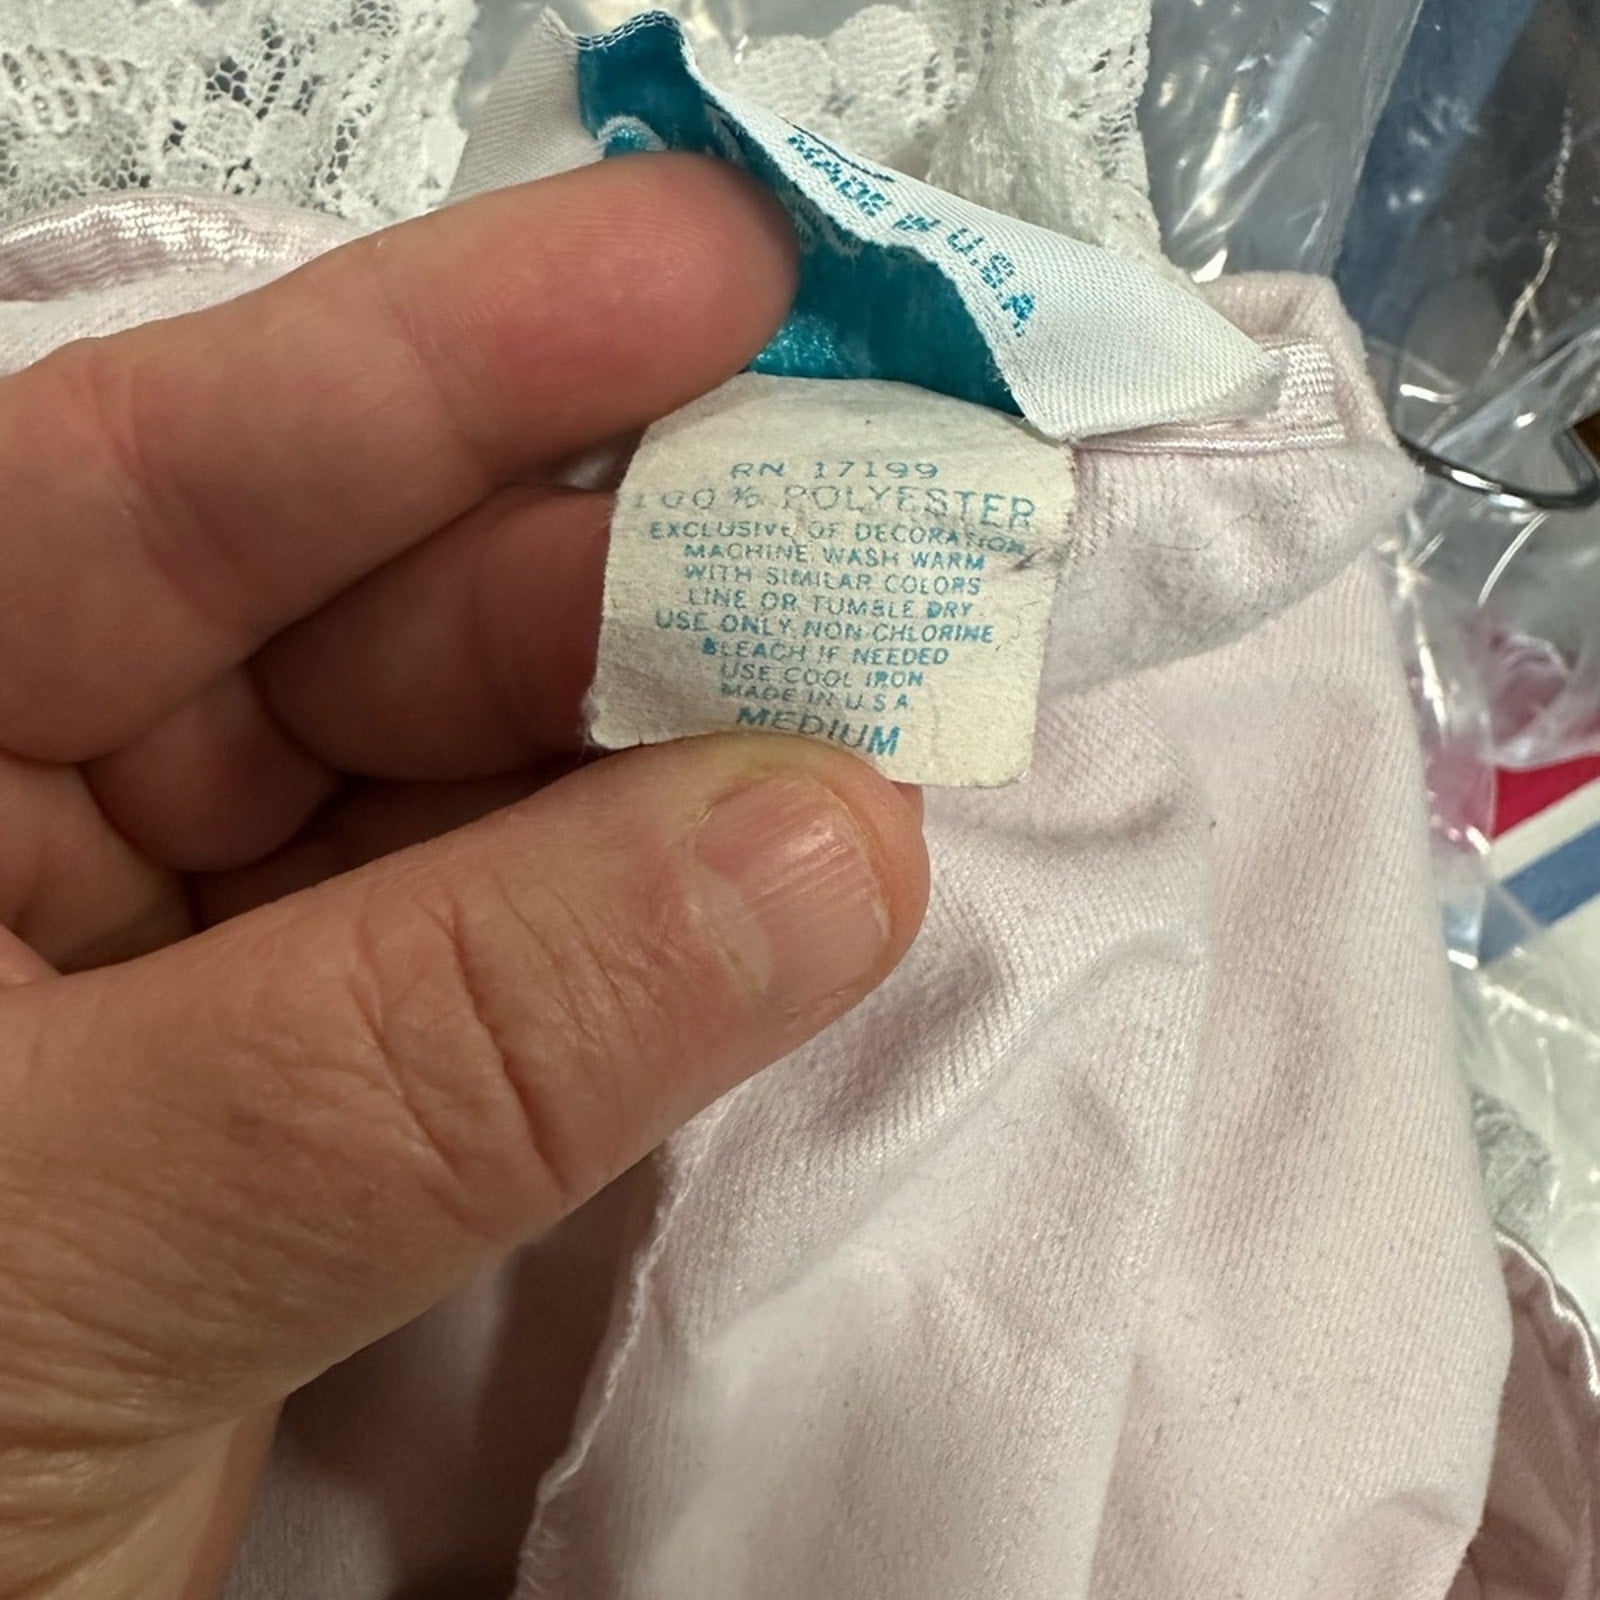 MADE IN U.S.A.
RN 17199
100% POLYESTER
EXCLUSIVE OF DECORATION
MACHINE WASH WARM
WITH SIMILAR COLORS
LINE OR TUMBLE DRY
USE ONLY NON CHLORINE
BLEACH IF NEEDED
USE COOL IRON
MADE IN U.S.A.
MEDIUM